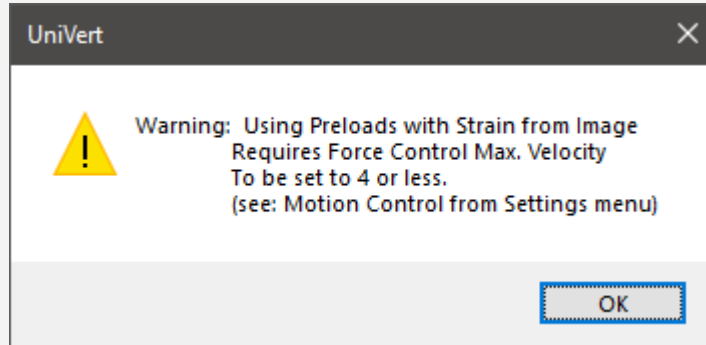 UniVert
Warning: Using Preloads with Strain from Image
Requires Force Control Max. Velocity
To be set to 4 or less.
(see: Motion Control from Settings menu)
OK